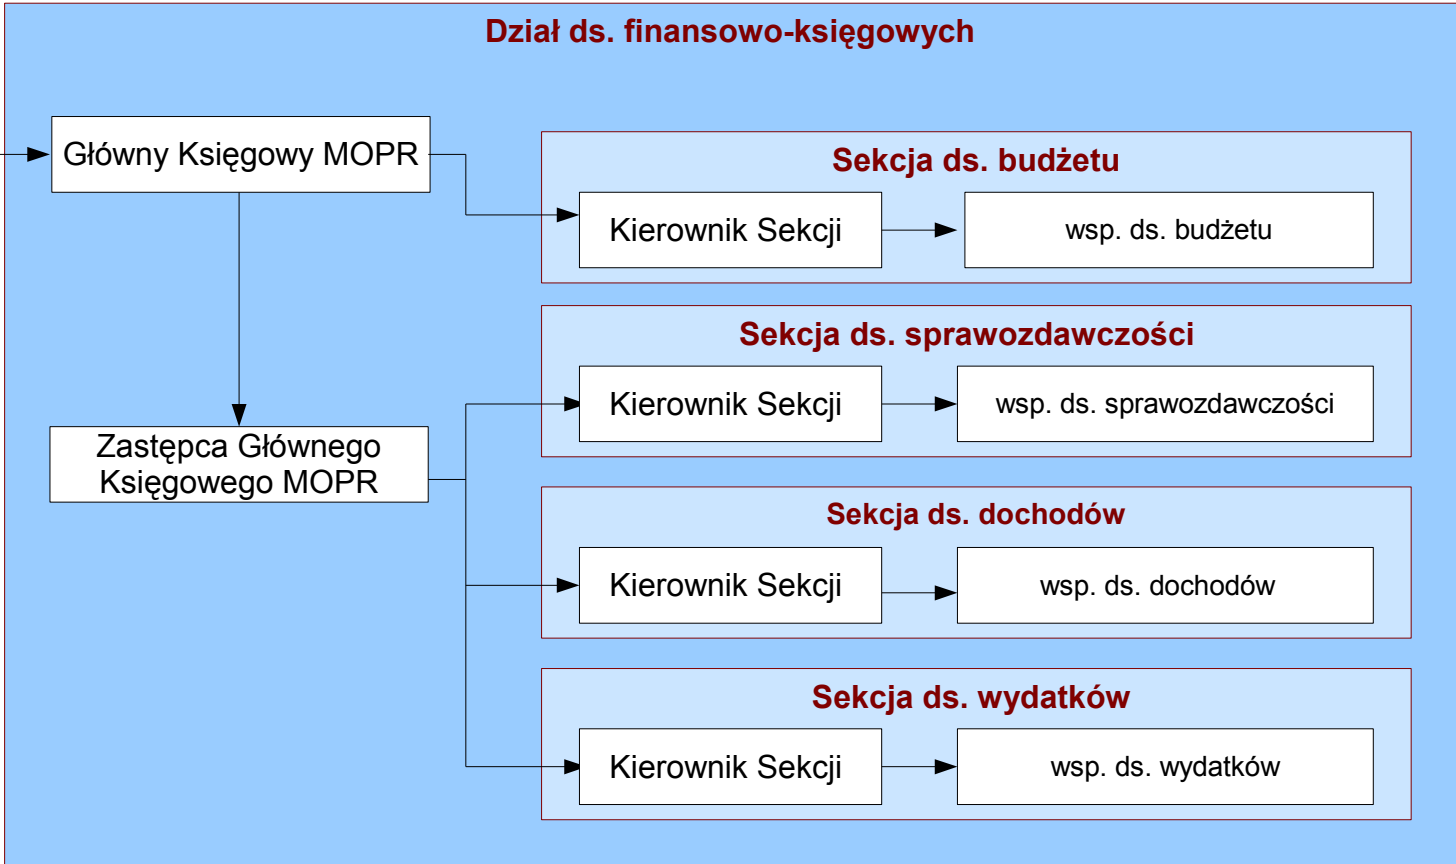 Dział ds. finansowo-księgowych
Główny Księgowy MOPR
Sekcja ds. budżetu
Kierownik Sekcji
wsp. ds. budżetu
Sekcja ds. sprawozdawczości
Kierownik Sekcji
wsp. ds. sprawozdawczości
Zastępca Głównego
Księgowego MOPR
Sekcja ds. dochodów
Kierownik Sekcji
wsp. ds. dochodów
Sekcja ds. wydatków
Kierownik Sekcji
wsp. ds. wydatków